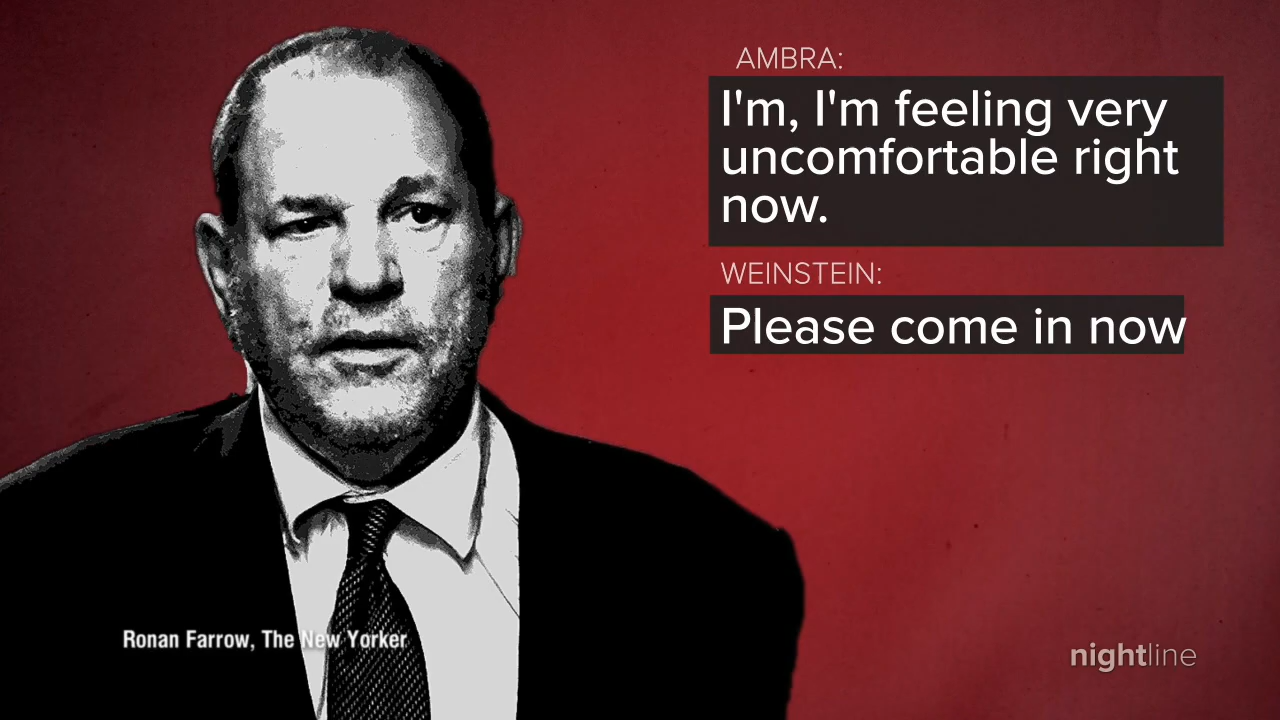 AMBRA:
I'm, I'm feeling very
uncomfortable right
now.
WEINSTEIN:
Please come in now
Ronan Farrow, The New Yorker
nightline